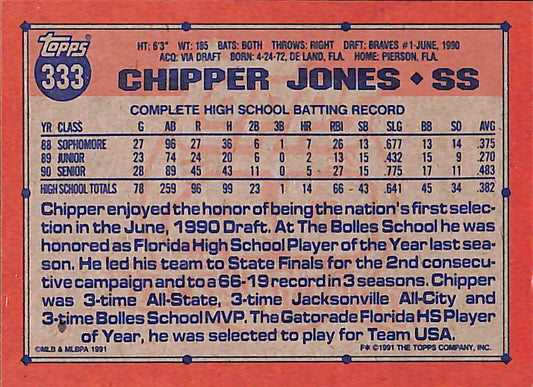 Topps®
333
HT: 6'3" WT: 185 BATS: BOTH THROWS: RIGHT DRFT: BRAVES #1-JUNE, 1990
ACQ: VIA DRAFT BORN: 4-24-72, DE LAND, FLA. HOME: PIERSON, FLA.
CHIPPER JONES • SS
COMPLETE HIGH SCHOOL BATTING RECORD
YR CLASS G AB R H 2B 3B HR RBI SB SLG BB SO AVG
88 SOPHOMORE 27 96 27 36 6 1 7 26 13 .677 13 14 .375
89 JUNIOR 23 74 24 20 6 1 2 13 15 .432 15 9 .270
90 SENIOR 28 89 45 43 11 0 5 27 15 .775 17 11 .483
HIGH SCHOOL TOTALS 78 259 96 99 23 1 14 66 43 .641 45 34 .382
Chipper enjoyed the honor of being the nation's first selec-
tion in the June, 1990 Draft. At The Bolles School he was
honored as Florida High School Player of the Year last sea-
son. He led his team to State Finals for the 2nd consecu-
tive campaign and to a 66-19 record in 3 seasons. Chipper
was 3-time All-State, 3-time Jacksonville All-City and
3-time Bolles School MVP. The Gatorade Florida HS Player
of Year, he was selected to play for Team USA.
©MLB & MLBPA 1991 F* ©1991 THE TOPPS COMPANY, INC.